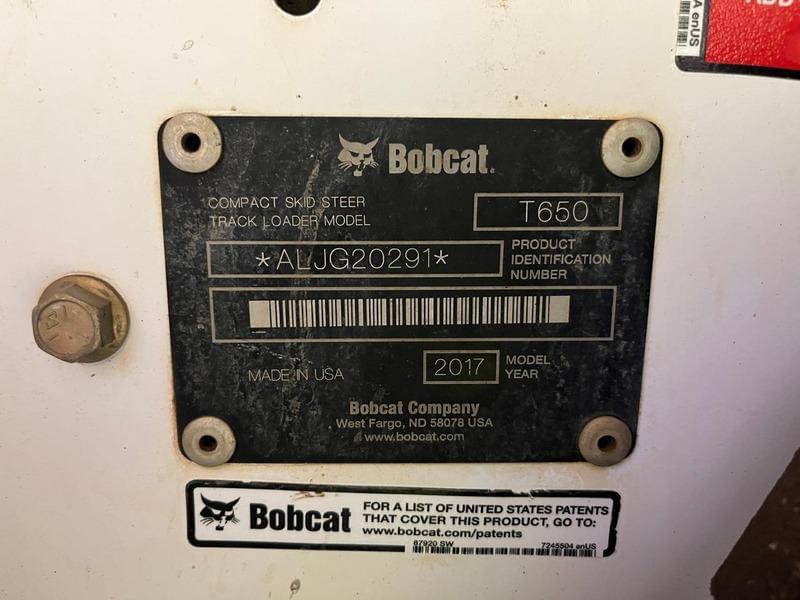 A enUS
ADD
Bobcat.
COMPACT SKID STEER
TRACK LOADER MODEL
T650
*ALJG20291*
PRODUCT
IDENTIFICATION
NUMBER
MADE IN USA
2017
MODEL
YEAR
Bobcat Company
West Fargo, ND 58078 USA
www.bobcat.com
Bobcat
FOR A LIST OF UNITED STATES PATENTS
THAT COVER THIS PRODUCT, GO TO:
www.bobcat.com/patents
87920 SW
7245504 enUS